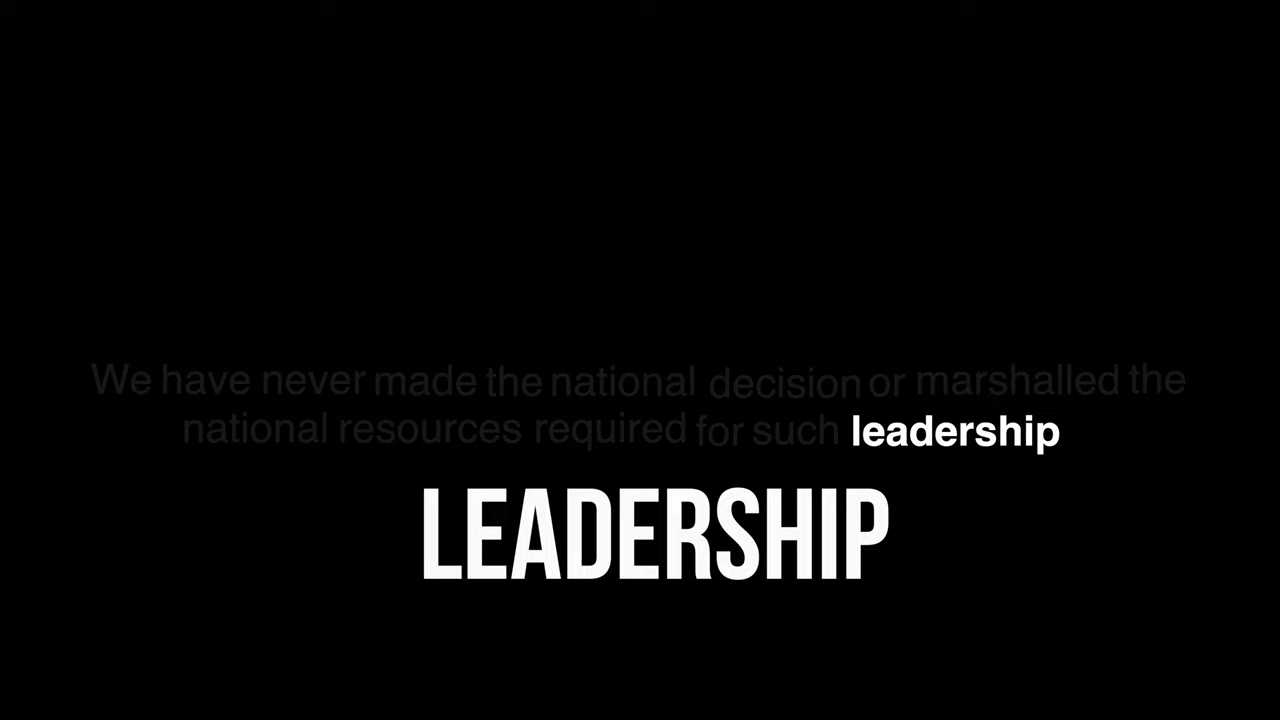 We have never made the national decision or marshalled the
national resources required for such leadership
LEADERSHIP